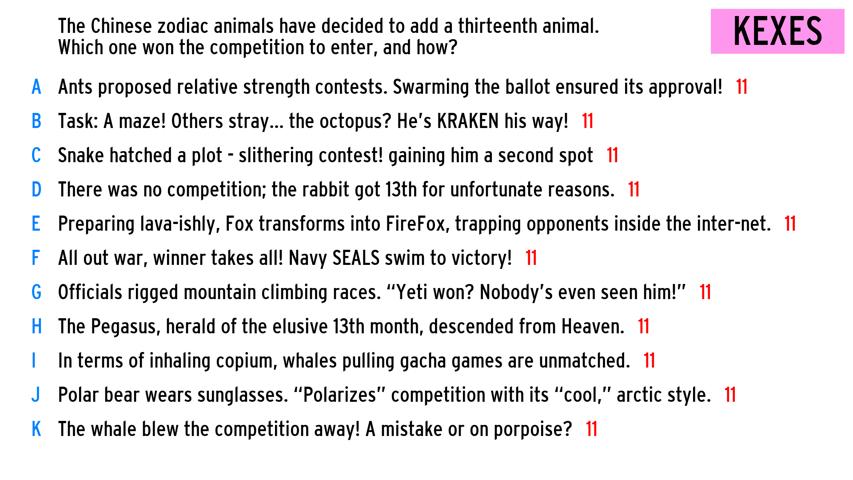 The Chinese zodiac animals have decided to add a thirteenth animal.
Which one won the competition to enter, and how?
KEXES
A Ants proposed relative strength contests. Swarming the ballot ensured its approval! 11
B Task: A maze! Others stray... the octopus? He's KRAKEN his way! 11
C Snake hatched a plot - slithering contest! gaining him a second spot 11
D There was no competition; the rabbit got 13th for unfortunate reasons. 11
E Preparing lava-ishly, Fox transforms into FireFox, trapping opponents inside the inter-net. 11
F All out war, winner takes all! Navy SEALS swim to victory! 11
G Officials rigged mountain climbing races. “Yeti won? Nobody's even seen him!” 11
H The Pegasus, herald of the elusive 13th month, descended from Heaven. 11
I In terms of inhaling copium, whales pulling gacha games are unmatched. 11
J Polar bear wears sunglasses. “Polarizes” competition with its “cool,” arctic style. 11
K The whale blew the competition away! A mistake or on porpoise? 11